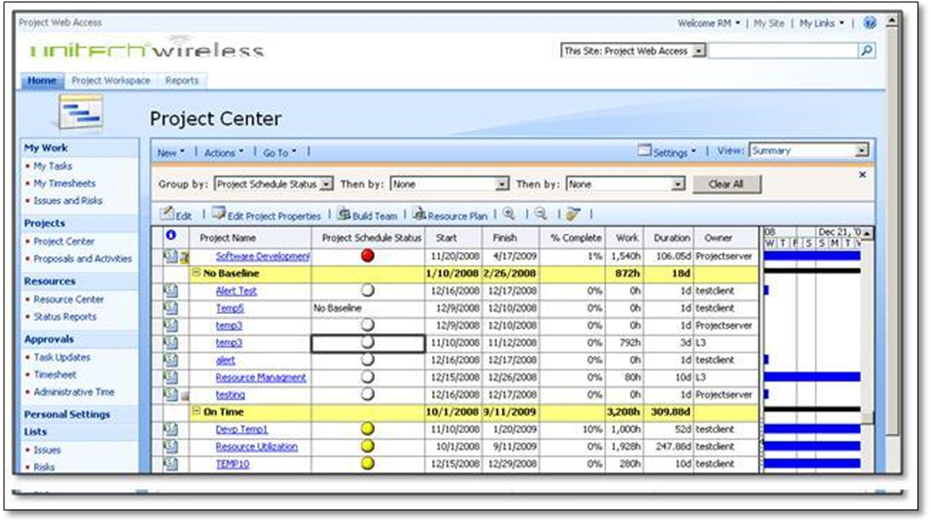 Project Web Access Welcome RM | My Site | My Links |
unitech wireless This Site: Project Web Access
Home Project Workspace Reports
Project Center
My Work
My Tasks
My Timesheets
Issues and Risks
Projects
Project Center
Proposals and Activities
Resources
Resource Center
Status Reports
Approvals
Task Updates
Timesheet
Administrative Time
Personal Settings
Lists
Issues
Risks
New | Actions | Go To | Settings | View: Summary
Group by: Project Schedule Status Then by: None Then by: None Clear All
Edit | Edit Project Properties | Build Team | Resource Plan | | |
Project Name Project Schedule Status Start Finish % Complete Work Duration Owner
08 Dec 21, '0
W T F S S M T W
Software Development 11/20/2008 4/17/2009 1% 1,540h 106.05d Projectserver
No Baseline 1/10/2008 2/26/2008 872h 18d
Alert Test 12/16/2008 12/17/2008 0% 0h 1d testclient
Temp5 No Baseline 12/9/2008 12/10/2008 0% 0h 1d testclient
temp3 12/9/2008 12/10/2008 0% 0h 1d Projectserver
temp3 11/10/2008 11/12/2008 0% 792h 3d L3
alert 12/16/2008 12/17/2008 0% 0h 1d testclient
Resource Managment 12/15/2008 12/26/2008 0% 80h 10d L3
testing 12/16/2008 12/17/2008 0% 0h 1d Projectserver
On Time 10/1/2008 9/11/2009 3,208h 309.88d
Devp Temp1 11/10/2008 1/20/2009 10% 1,000h 52d testclient
Resource Utilization 10/1/2008 9/11/2009 0% 1,928h 247.88d testclient
TEMP10 12/15/2008 12/29/2008 0% 280h 10d testclient